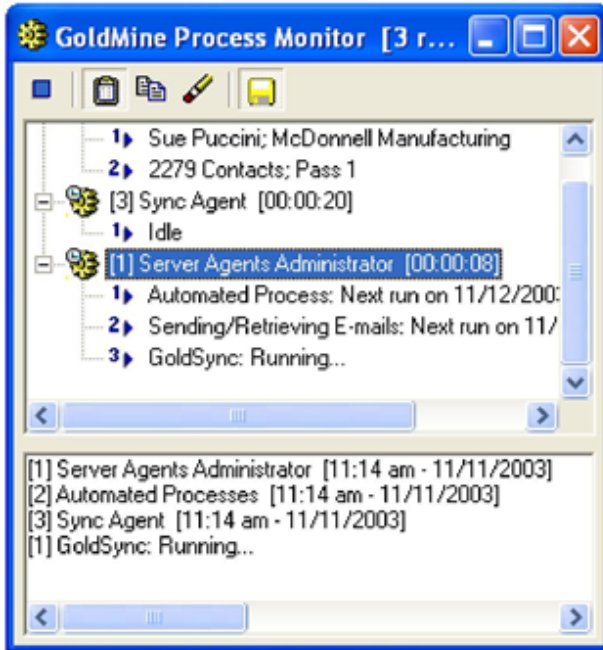 GoldMine Process Monitor [3 r...
1 Sue Puccini; McDonnell Manufacturing
2 2279 Contacts; Pass 1
[3] Sync Agent [00:00:20]
1 Idle
[1] Server Agents Administrator [00:00:08]
1 Automated Process: Next run on 11/12/200
2 Sending/Retrieving E-mails: Next run on 11/
3 GoldSync: Running...
[1] Server Agents Administrator [11:14 am - 11/11/2003]
[2] Automated Processes [11:14 am - 11/11/2003]
[3] Sync Agent [11:14 am - 11/11/2003]
[1] GoldSync: Running...